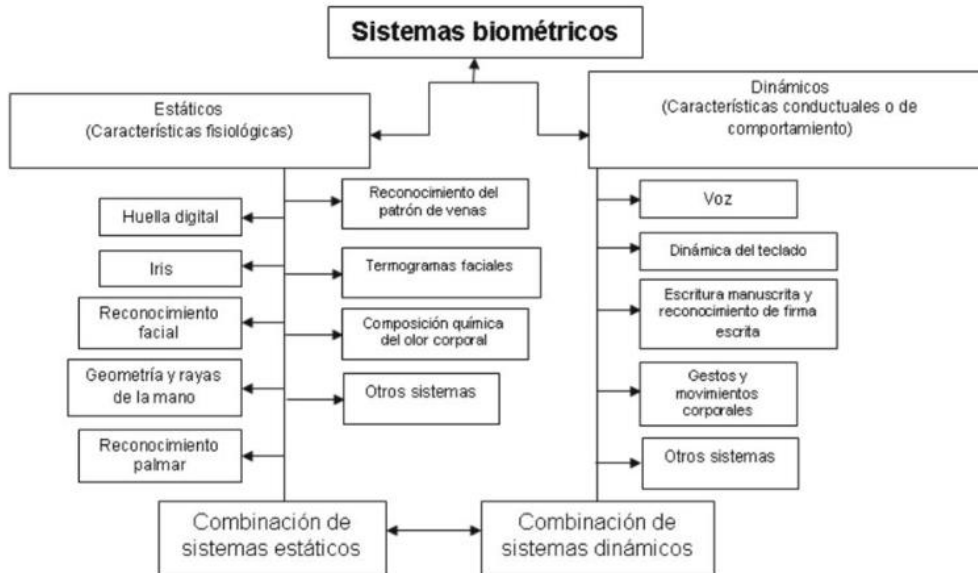 Sistemas biométricos
Estáticos
(Características fisiológicas)
Dinámicos
(Características conductuales o de
comportamiento)
Huella digital
Iris
Reconocimiento
facial
Geometría y rayas
de la mano
Reconocimiento
palmar
Reconocimiento del
patrón de venas
Termogramas faciales
Composición química
del olor corporal
Otros sistemas
Voz
Dinámica del teclado
Escritura manuscrita y
reconocimiento de firma
escrita
Gestos y
movimientos
corporales
Otros sistemas
Combinación de
sistemas estáticos
Combinación de
sistemas dinámicos